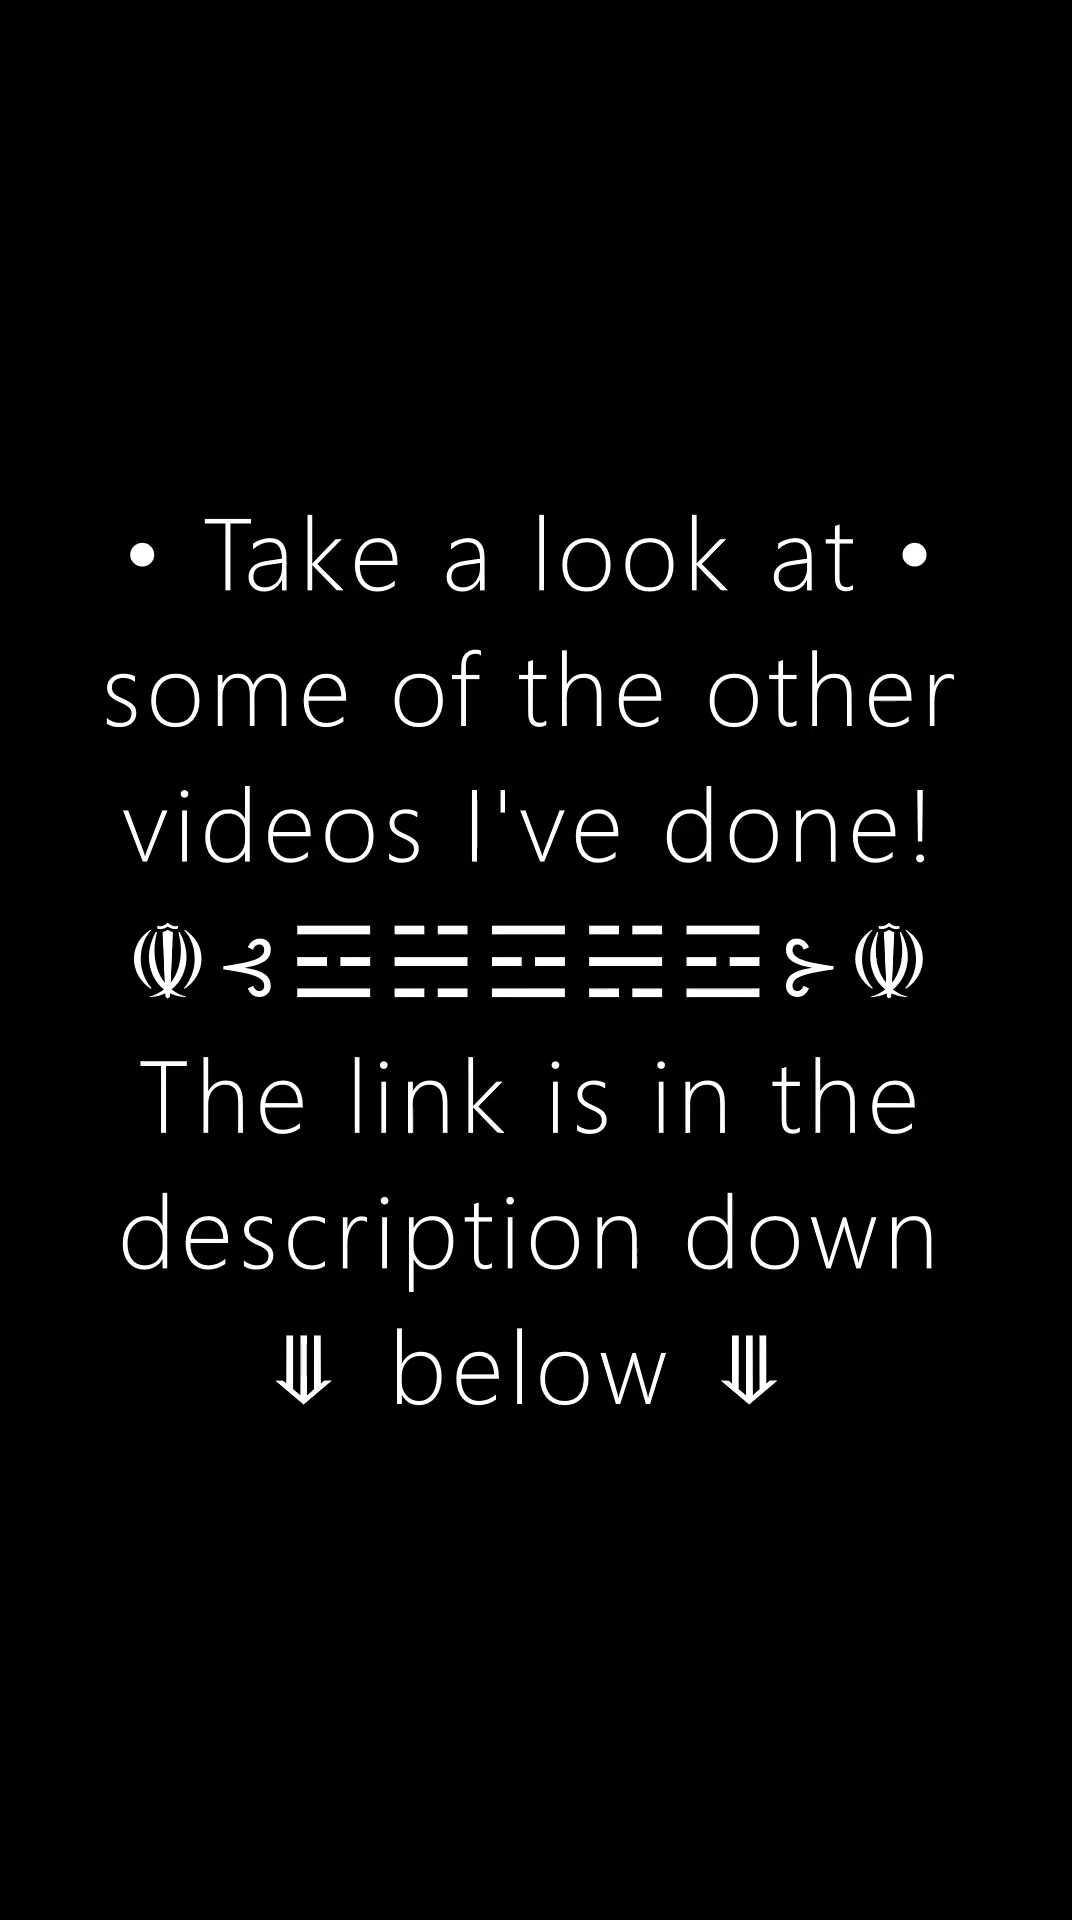 • Take a look at •
some of the other
videos I've done!
☫⊰☲☵☲☵☲⊱☫
The link is in the
description down
⤋ below ⤋